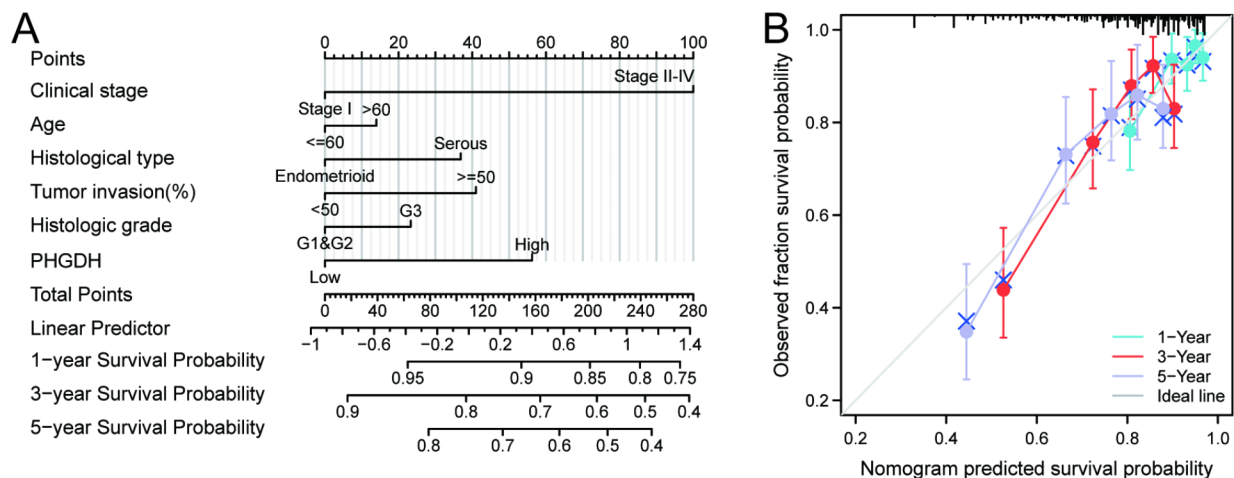 A
0 20 40 60 80 100
Points
Stage II-IV
Clinical stage
Stage I >60
Age
<=60 Serous
Histological type
Endometrioid >=50
Tumor invasion(%)
<50 G3
Histologic grade
G1&G2 High
PHGDH
Low
Total Points
0 40 80 120 160 200 240 280
Linear Predictor
−1 −0.6 −0.2 0.2 0.6 1 1.4
1-year Survival Probability
0.95 0.9 0.85 0.8 0.75
3-year Survival Probability
0.9 0.8 0.7 0.6 0.5 0.4
5-year Survival Probability
0.8 0.7 0.6 0.5 0.4
B
Observed fraction survival probability
1.0
0.8
0.6
0.4
0.2
1−Year
3−Year
5−Year
Ideal line
0.2 0.4 0.6 0.8 1.0
Nomogram predicted survival probability